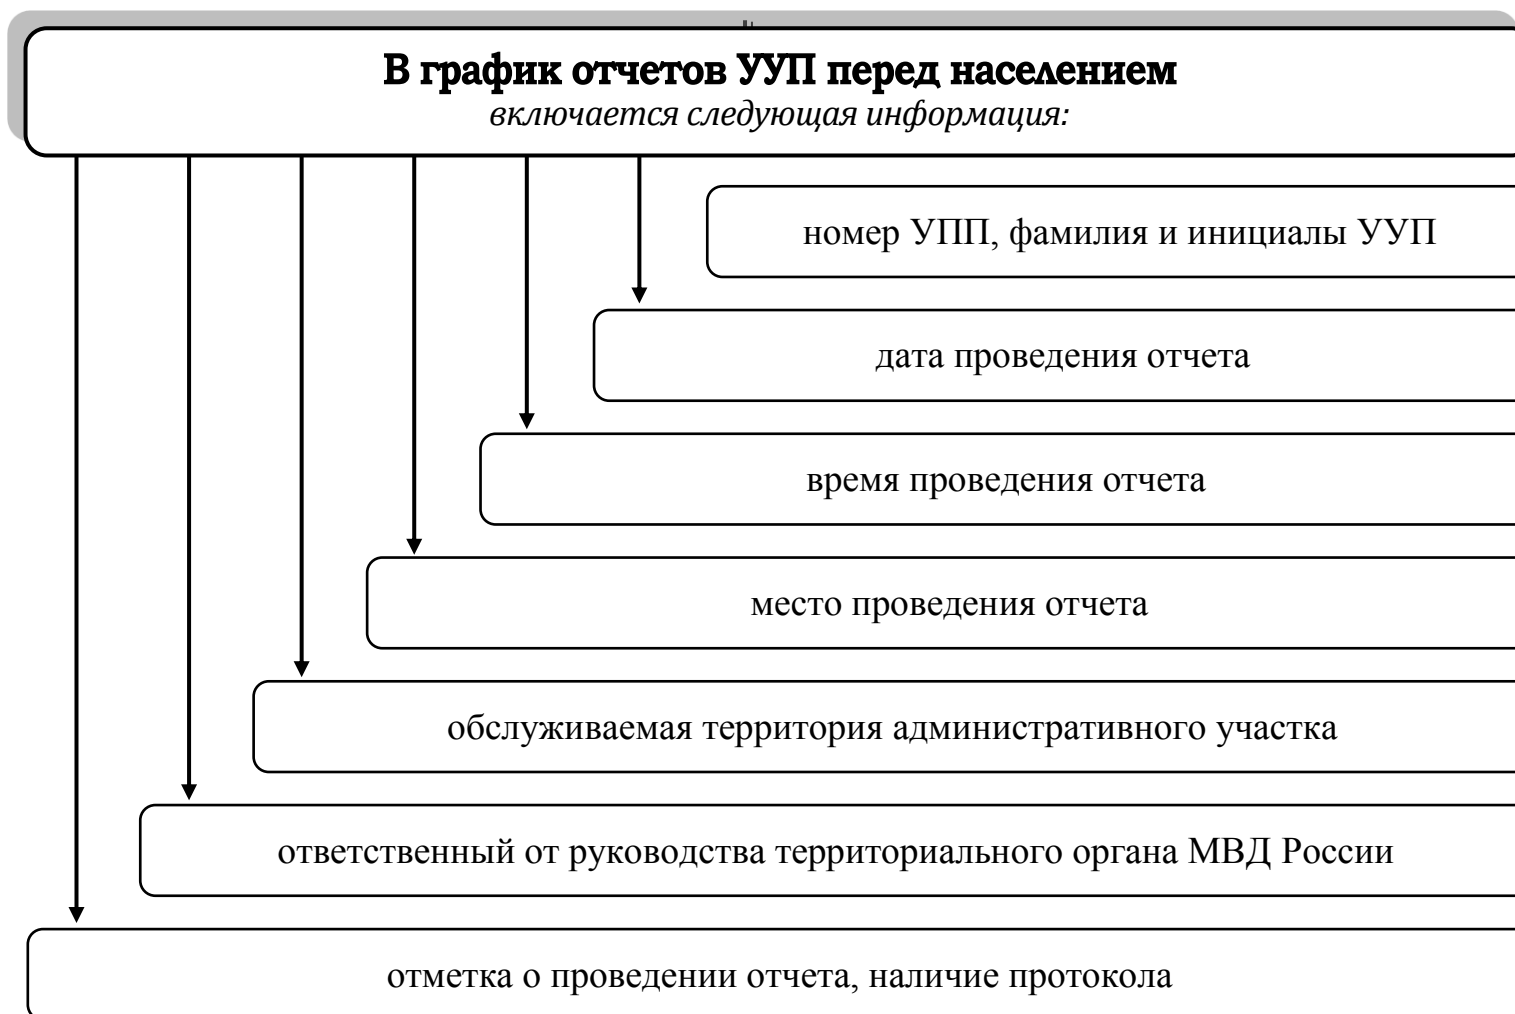 В график отчетов УУП перед населением
включается следующая информация:
номер УПП, фамилия и инициалы УУП
дата проведения отчета
время проведения отчета
место проведения отчета
обслуживаемая территория административного участка
ответственный от руководства территориального органа МВД России
отметка о проведении отчета, наличие протокола